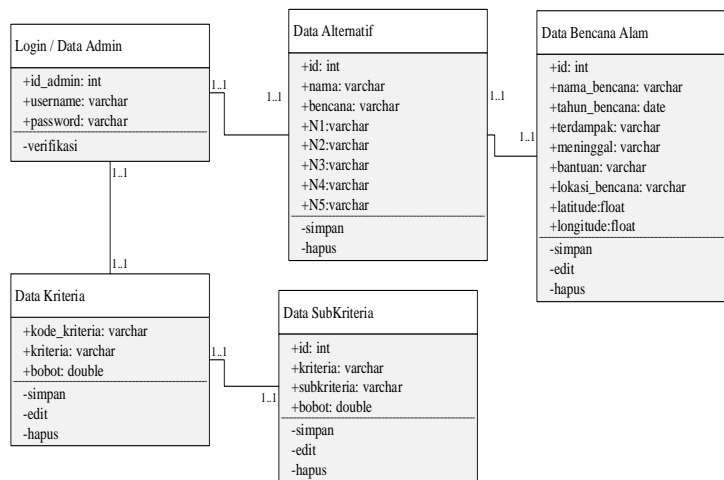 Login / Data Admin
+id_admin: int
+username: varchar
+password: varchar
-verifikasi
1..1
1..1
Data Alternatif
+id: int
+nama: varchar
+bencana: varchar
+N1:varchar
+N2:varchar
+N3:varchar
+N4:varchar
+N5:varchar
-simpan
-hapus
1..1
1..1
Data Bencana Alam
+id: int
+nama_bencana: varchar
+tahun_bencana: date
+terdampak: varchar
+meninggal: varchar
+bantuan: varchar
+lokasi_bencana: varchar
+latitude:float
+longitude:float
-simpan
-edit
-hapus
1..1
1..1
Data Kriteria
+kode_kriteria: varchar
+kriteria: varchar
+bobot: double
-simpan
-edit
-hapus
1..1
1..1
Data SubKriteria
+id: int
+kriteria: varchar
+subkriteria: varchar
+bobot: double
-simpan
-edit
-hapus